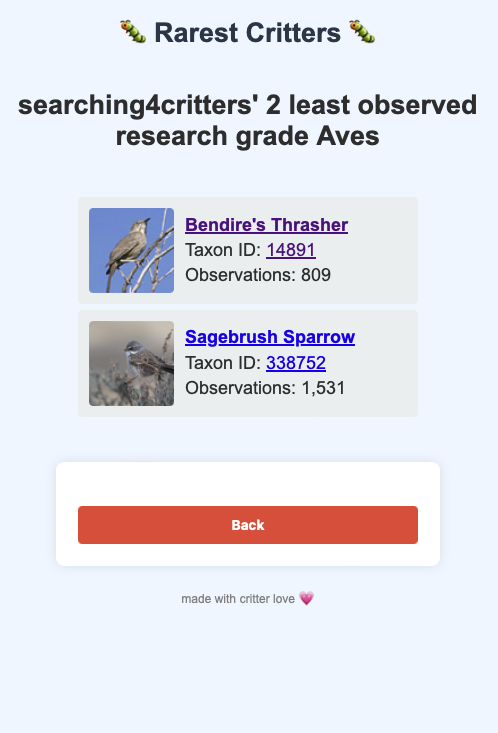 🐛 Rarest Critters 🐛
searching4critters' 2 least observed
research grade Aves
Bendire's Thrasher
Taxon ID: 14891
Observations: 809
Sagebrush Sparrow
Taxon ID: 338752
Observations: 1,531
Back
made with critter love 💗